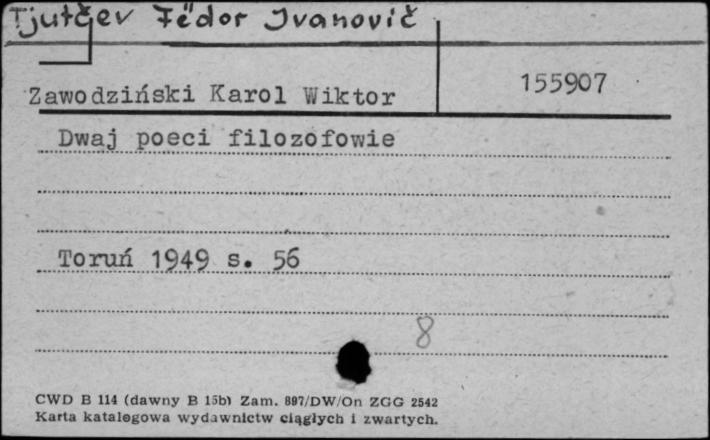 Tjutčev Fëdor Ivanovič
Zawodziński Karol Wiktor
155907
Dwaj poeci filozofowie
Toruń 1949 s. 56
8
CWD B 114 (dawny B 15b) Zam. 897/DW/On ZGG 2542
Karta katalogowa wydawnictw ciągłych i zwartych.